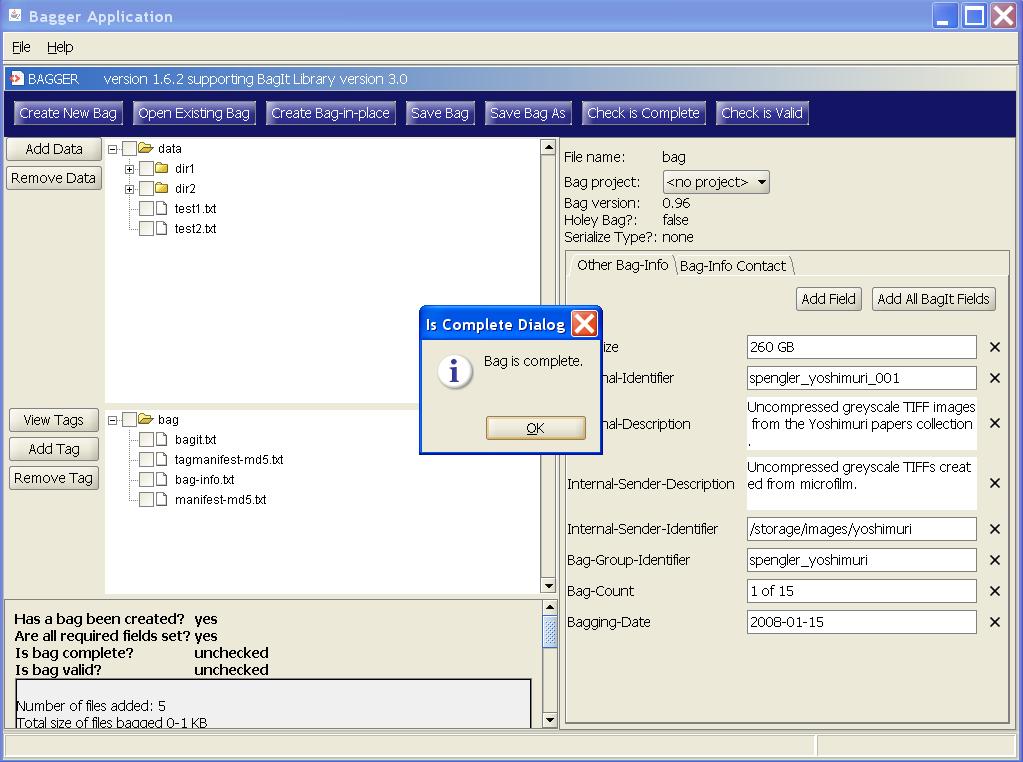 Bagger Application
File Help
BAGGER version 1.6.2 supporting BagIt Library version 3.0
Create New Bag Open Existing Bag Create Bag-in-place Save Bag Save Bag As Check is Complete Check is Valid
Add Data
Remove Data
data
dir1
dir2
test1.txt
test2.txt
View Tags
Add Tag
Remove Tag
bag
bagit.txt
tagmanifest-md5.txt
bag-info.txt
manifest-md5.txt
Has a bag been created? yes
Are all required fields set? yes
Is bag complete? unchecked
Is bag valid? unchecked
Number of files added: 5
Total size of files bagged 0-1 KB
File name: bag
Bag project: <no project>
Bag version: 0.96
Holey Bag?: false
Serialize Type?: none
Other Bag-Info Bag-Info Contact
Add Field Add All BagIt Fields
260 GB
nal-Identifier spengler_yoshimuri_001
nal-Description
Uncompressed greyscale TIFF images
from the Yoshimuri papers collection
.
Internal-Sender-Description
Uncompressed greyscale TIFFs creat
ed from microfilm.
Internal-Sender-Identifier /storage/images/yoshimuri
Bag-Group-Identifier spengler_yoshimuri
Bag-Count 1 of 15
Bagging-Date 2008-01-15
Is Complete Dialog
Bag is complete.
OK